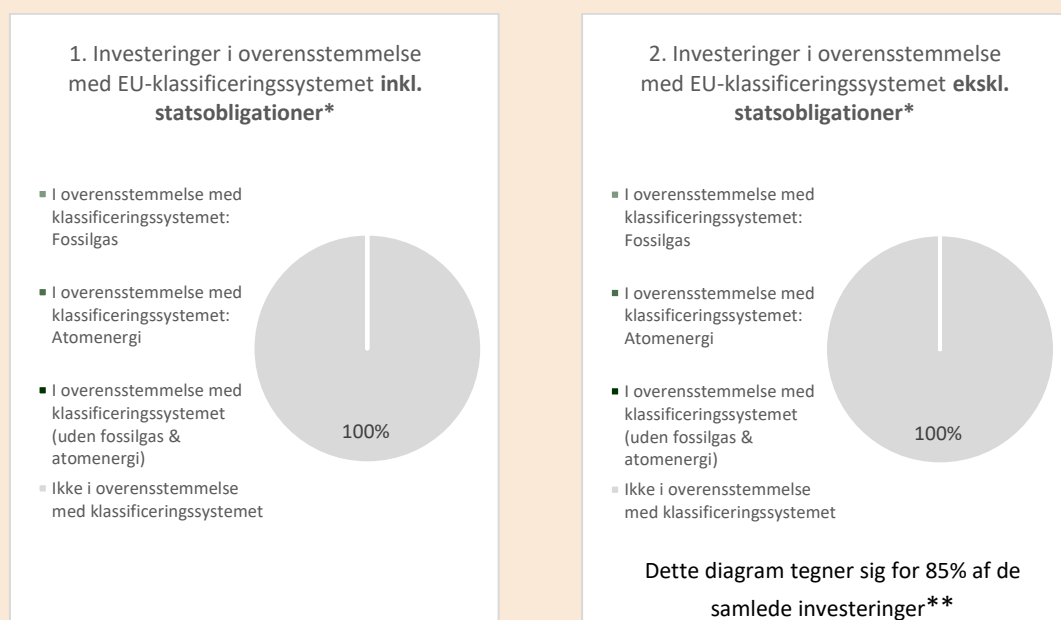 1. Investeringer i overensstemmelse
med EU-klassificeringssystemet inkl.
statsobligationer*
I overensstemmelse med
klassificeringssystemet:
Fossilgas
I overensstemmelse med
klassificeringssystemet:
Atomenergi
I overensstemmelse med
klassificeringssystemet
(uden fossilgas &
atomenergi)
Ikke i overensstemmelse
med klassificeringssystemet
100%
2. Investeringer i overensstemmelse
med EU-klassificeringssystemet ekskl.
statsobligationer*
I overensstemmelse med
klassificeringssystemet:
Fossilgas
I overensstemmelse med
klassificeringssystemet:
Atomenergi
I overensstemmelse med
klassificeringssystemet
(uden fossilgas &
atomenergi)
Ikke i overensstemmelse
med klassificeringssystemet
100%
Dette diagram tegner sig for 85% af de
samlede investeringer**